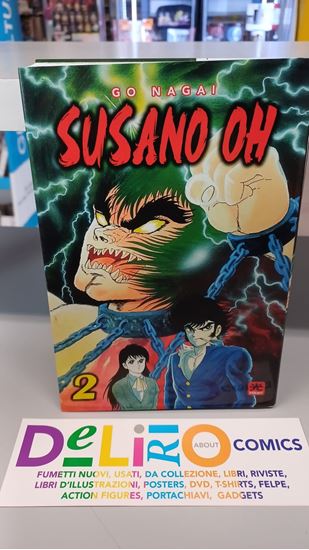 GO NAGAI
SUSANO OH
2
DeLiRiO ABOUT COMICS
FUMETTI NUOVI, USATI, DA COLLEZIONE, LIBRI, RIVISTE,
LIBRI D'ILLUSTRAZIONI, POSTERS, DVD, T-SHIRTS, FELPE,
ACTION FIGURES, PORTACHIAVI, GADGETS